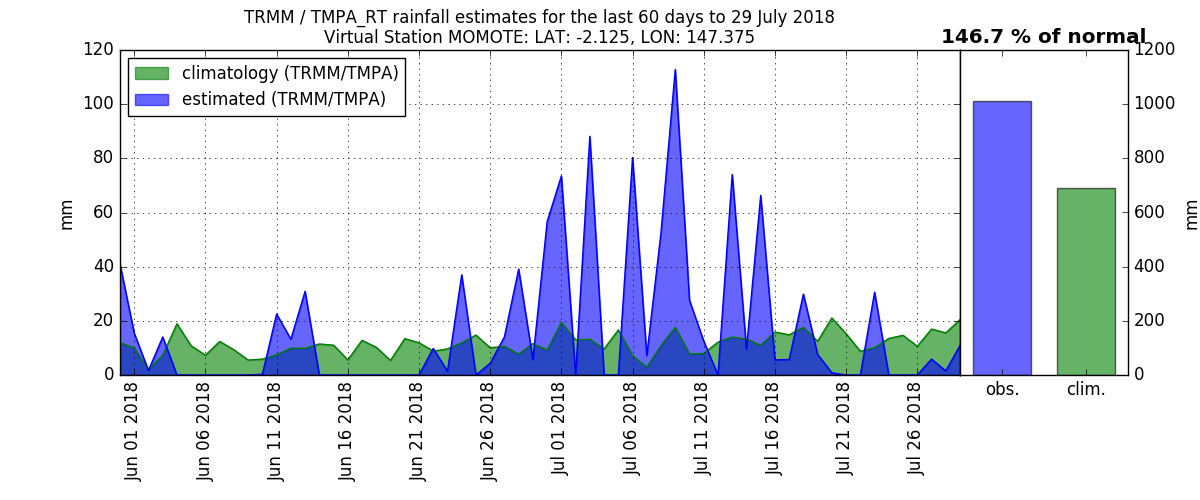 TRMM / TMPA_RT rainfall estimates for the last 60 days to 29 July 2018
Virtual Station MOMOTE: LAT: -2.125, LON: 147.375
146.7 % of normal
climatology (TRMM/TMPA)
estimated (TRMM/TMPA)
mm
120
100
80
60
40
20
0
Jun 01 2018
Jun 06 2018
Jun 11 2018
Jun 16 2018
Jun 21 2018
Jun 26 2018
Jul 01 2018
Jul 06 2018
Jul 11 2018
Jul 16 2018
Jul 21 2018
Jul 26 2018
obs.
clim.
1200
1000
800
600
400
200
0
mm